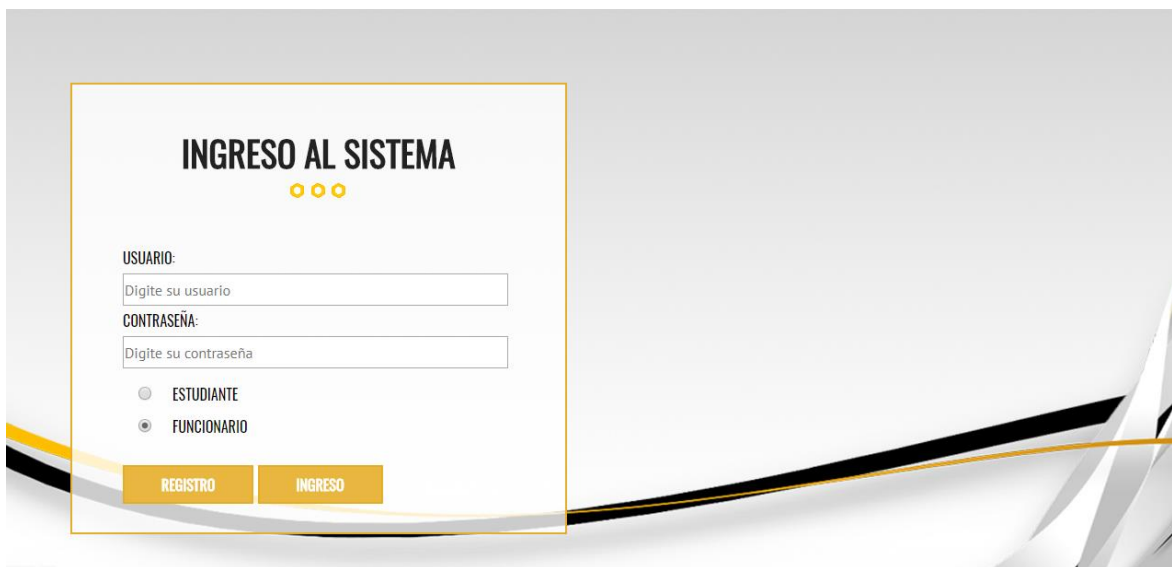 INGRESO AL SISTEMA
USUARIO:
Digite su usuario
CONTRASEÑA:
Digite su contraseña
ESTUDIANTE
FUNCIONARIO
REGISTRO INGRESO